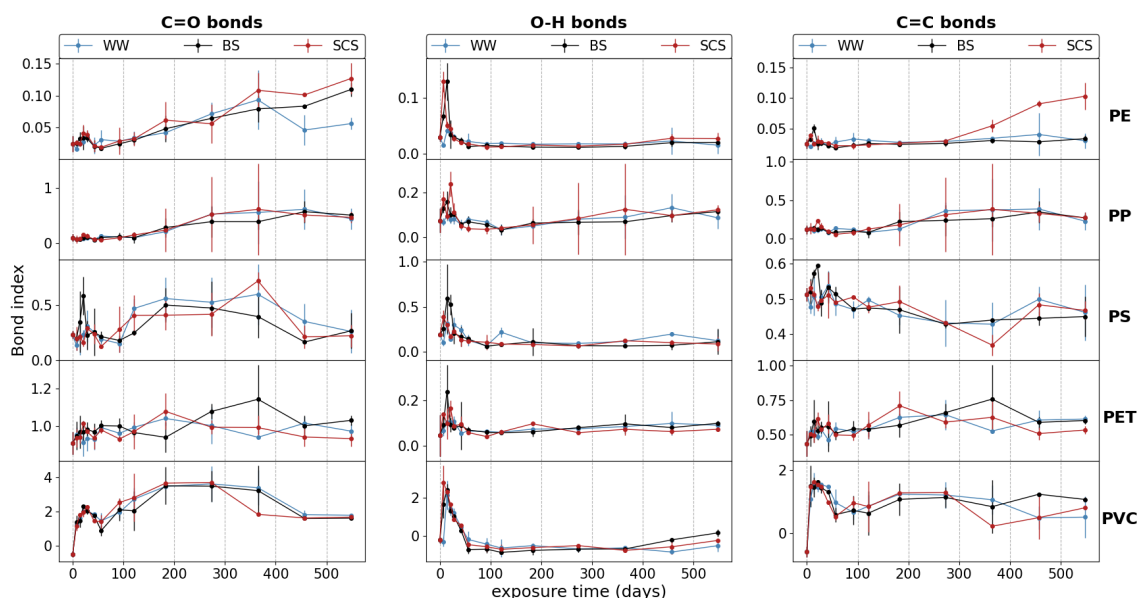 C=O bonds O-H bonds C=C bonds
WW BS SCS WW BS SCS WW BS SCS
0.15 0.10 0.05 0.1 0.0 0.15 0.10 0.05 0.00 PE
1 0 0.2 0.0 1.0 0.5 0.0 PP
0.5 0.0 1.0 0.5 0.0 0.6 0.5 0.4 PS
1.2 1.0 0.2 0.0 1.00 0.75 0.50 PET
4 2 0 2 0 2 0 PVC
Bond index
0 100 200 300 400 500 0 100 200 300 400 500 0 100 200 300 400 500
exposure time (days)